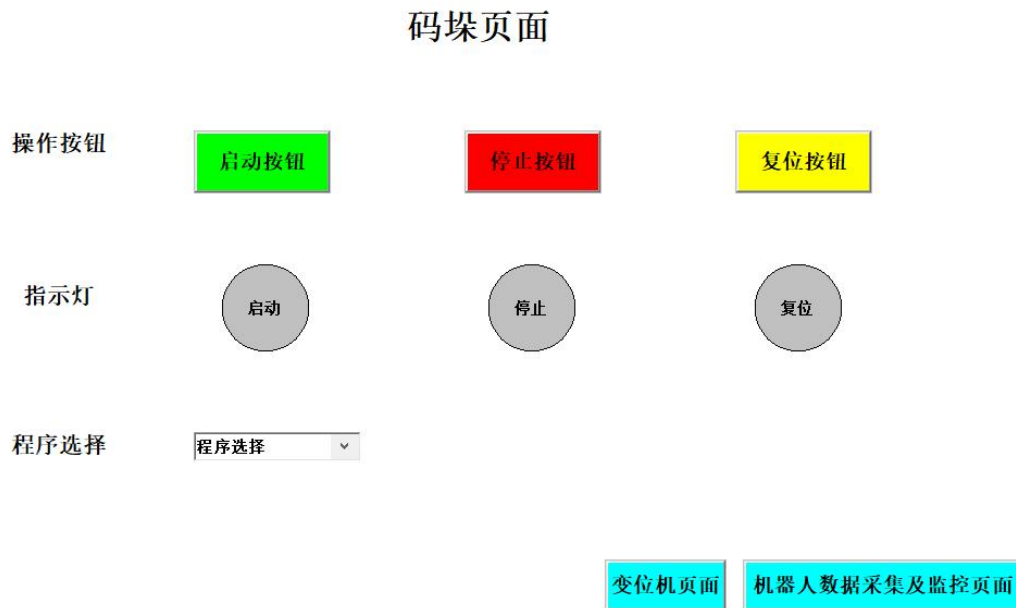 码垛页面
操作按钮 启动按钮 停止按钮 复位按钮
指示灯 启动 停止 复位
程序选择 程序选择
变位机页面 机器人数据采集及监控页面